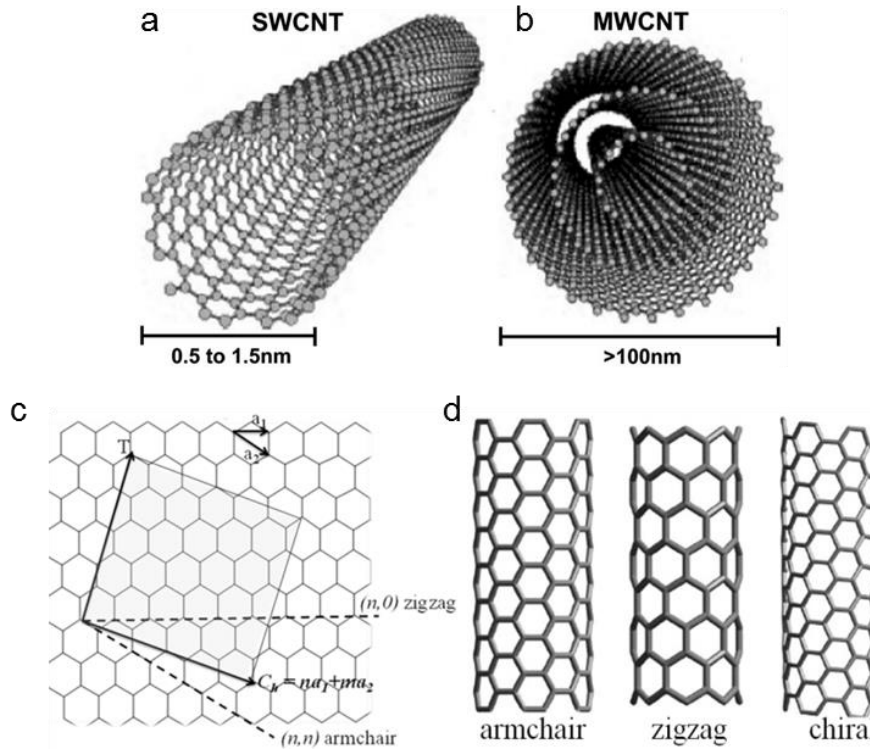 a SWCNT
b MWCNT
0.5 to 1.5nm
>100nm
c
a1
a2
T
(n,0) zigzag
Ch = na1+ma2
(n,n) armchair
d
armchair
zigzag
chira